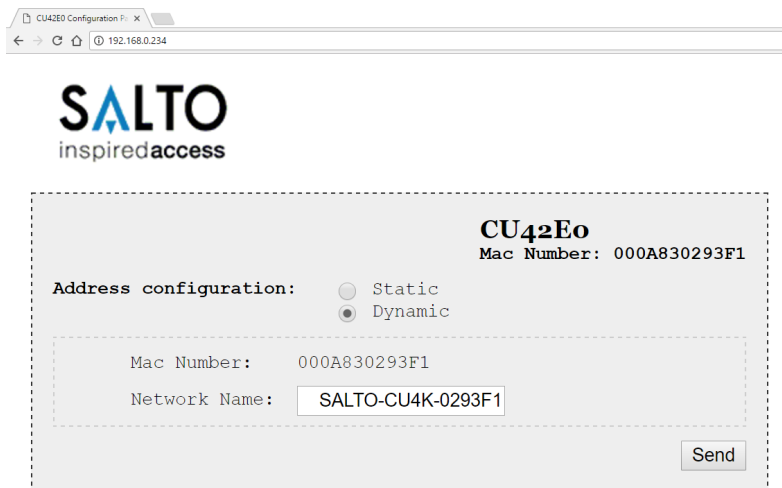 CU42E0 Configuration Pa
192.168.0.234
SALTO
inspiredaccess
CU42E0
Mac Number: 000A830293F1
Address configuration:
Static
Dynamic
Mac Number: 000A830293F1
Network Name: SALTO-CU4K-0293F1
Send